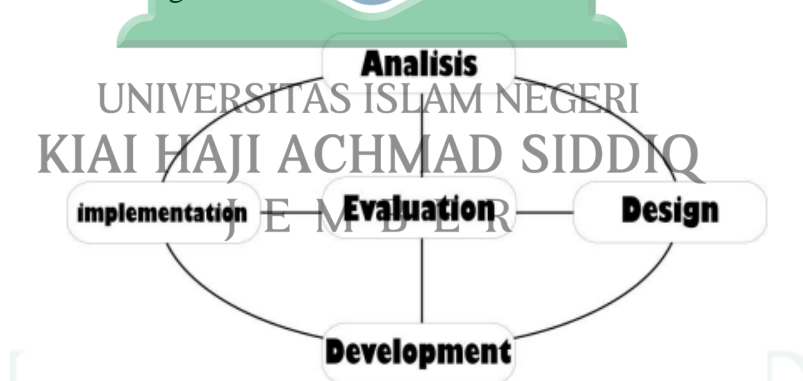 Analisis
UNIVERSITAS ISLAM NEGERI
KIAI HAJI ACHMAD SIDDIQ
implementation Evaluation Design
J E M B E R
Development